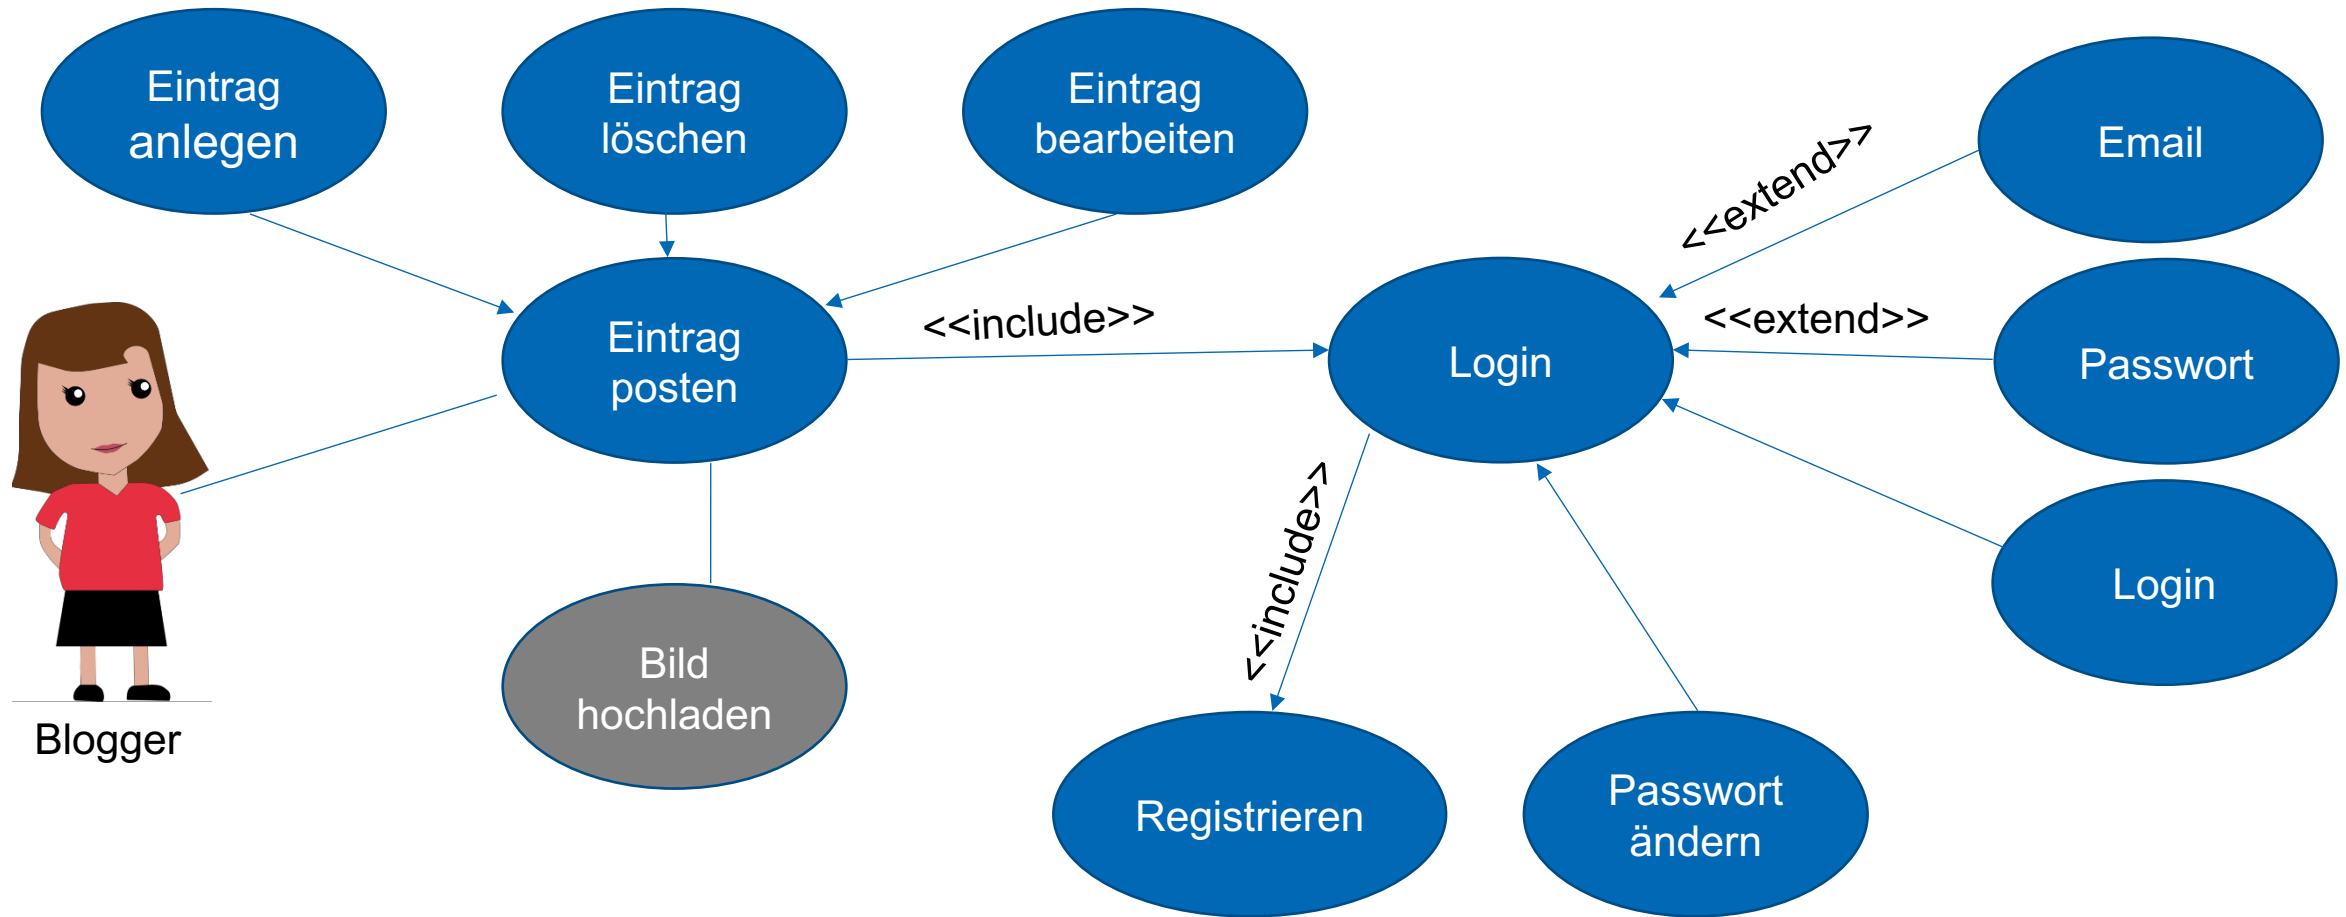 Eintrag
anlegen
Eintrag
löschen
Eintrag
bearbeiten
Email
<<extend>>
Eintrag
posten
<<include>>
Login
<<extend>>
Passwort
Login
<<include>>
Bild
hochladen
Blogger
Registrieren
Passwort
ändern